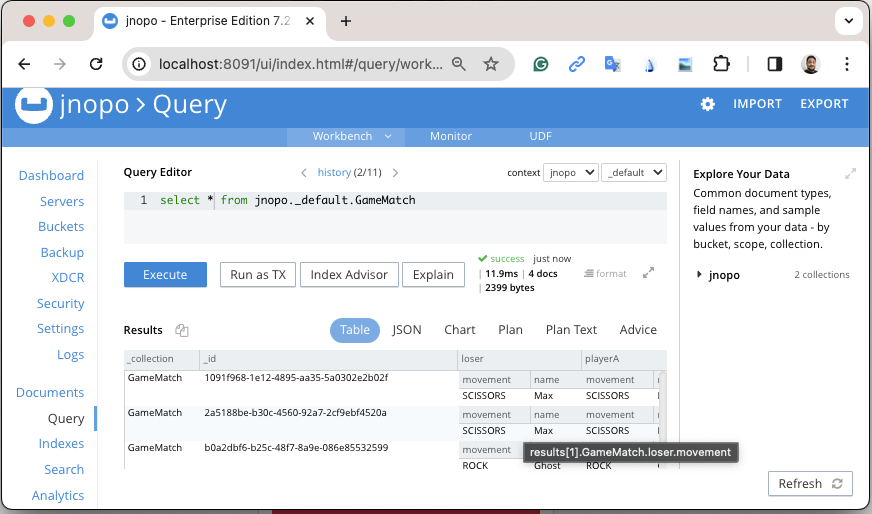 jnopo - Enterprise Edition 7.2
localhost:8091/ui/index.html#/query/work...
jnopo > Query
IMPORT
EXPORT
Workbench
Monitor
UDF
Dashboard
Servers
Buckets
Backup
XDCR
Security
Settings
Logs
Documents
Query
Indexes
Search
Analytics
Query Editor
history (2/11)
context jnopo _default
1 select * from jnopo._default.GameMatch
Execute
Run as TX
Index Advisor
Explain
success just now
| 11.9ms | 4 docs
| 2399 bytes
format
Results
Table
JSON
Chart
Plan
Plan Text
Advice
_collection _id loser playerA
GameMatch 1091f968-1e12-4895-aa35-5a0302e2b02f movement name movement
SCISSORS Max SCISSORS
GameMatch 2a5188be-b30c-4560-92a7-2cf9ebf4520a movement name movement
SCISSORS Max SCISSORS
GameMatch b0a2dbf6-b25c-48f7-8a9e-086e85532599 movement
results[1].GameMatch.loser.movement
ROCK Ghost ROCK
Explore Your Data
Common document types,
field names, and sample
values from your data - by
bucket, scope, collection.
jnopo 2 collections
Refresh